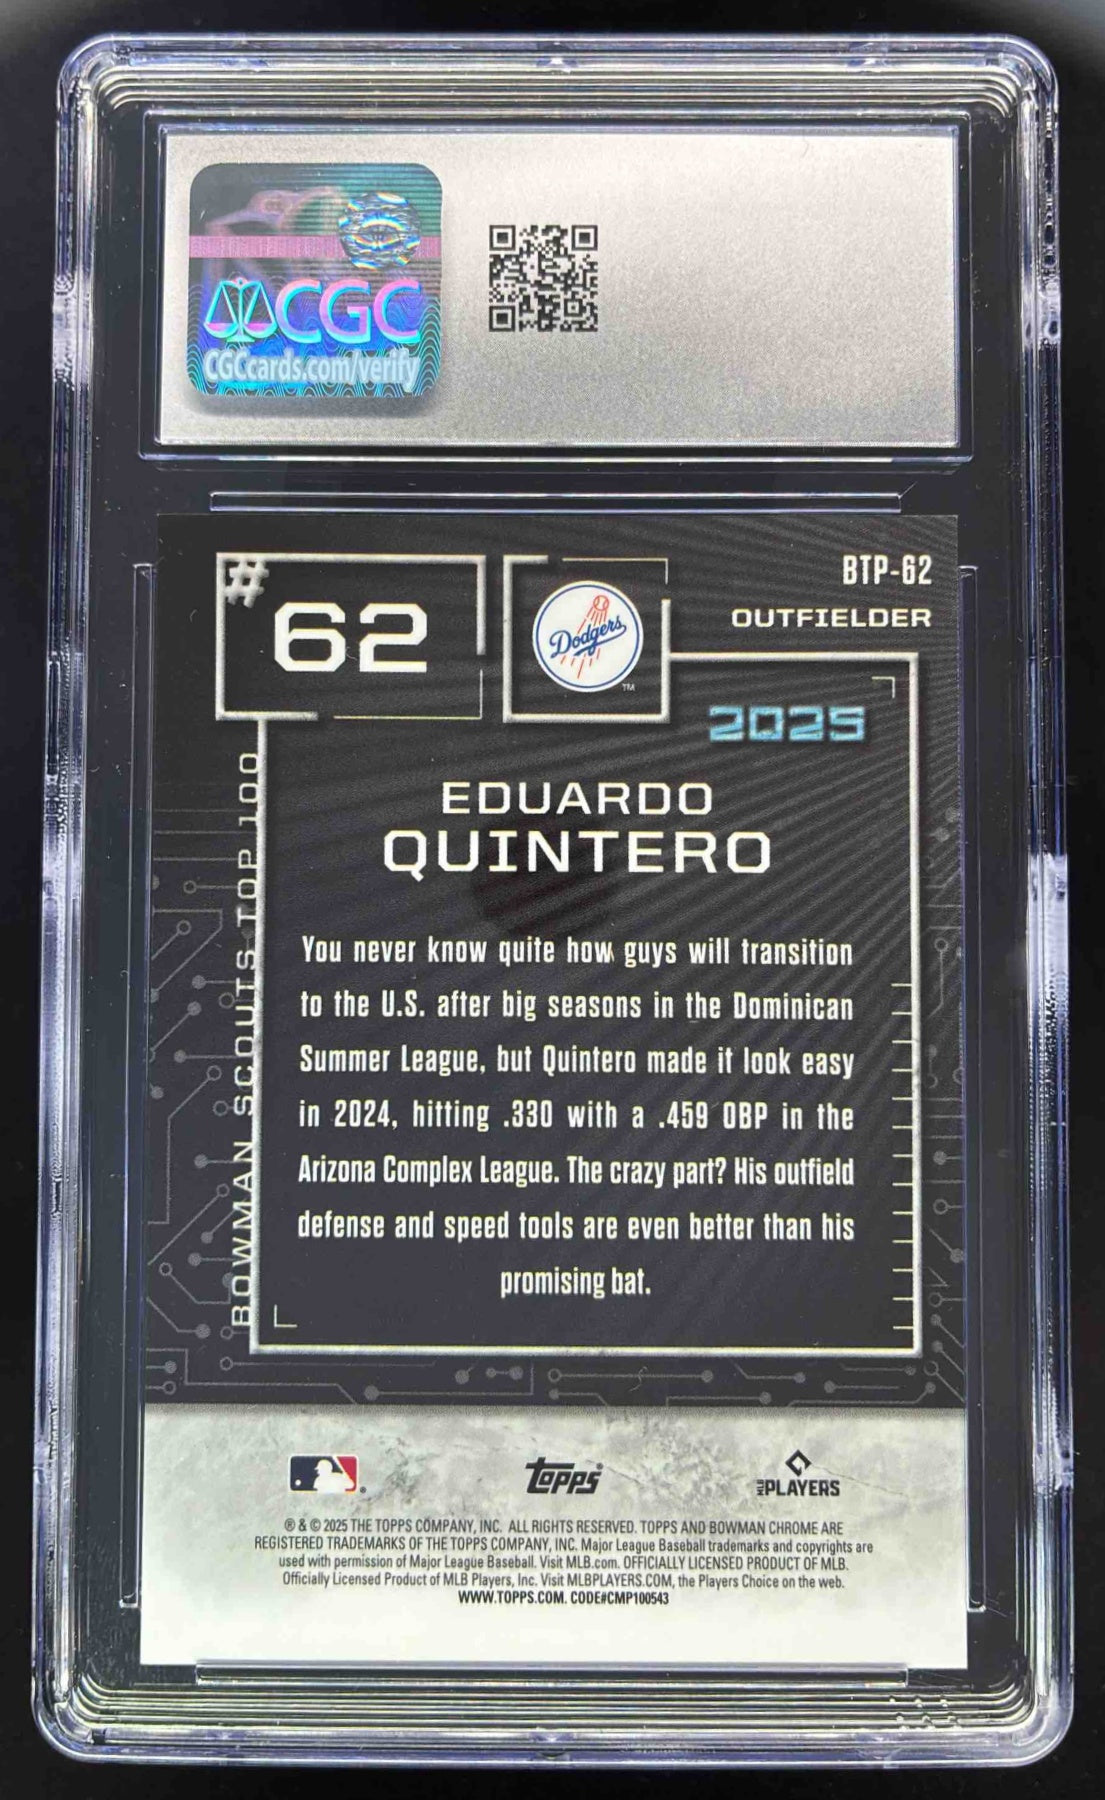 CGC
CGCcards.com/verify
#62
Dodgers
TM
BTP-62
OUTFIELDER
2025
BOWMAN SCOUTS TOP 100
EDUARDO
QUINTERO
You never know quite how guys will transition
to the U.S. after big seasons in the Dominican
Summer League, but Quintero made it look easy
in 2024, hitting .330 with a .459 OBP in the
Arizona Complex League. The crazy part? His outfield
defense and speed tools are even better than his
promising bat.
topps®
MLB PLAYERS
® & © 2025 THE TOPPS COMPANY, INC. ALL RIGHTS RESERVED. TOPPS AND BOWMAN CHROME ARE
REGISTERED TRADEMARKS OF THE TOPPS COMPANY, INC. Major League Baseball trademarks and copyrights are
used with permission of Major League Baseball. Visit MLB.com. OFFICIALLY LICENSED PRODUCT OF MLB.
Officially Licensed Product of MLB Players, Inc. Visit MLBPLAYERS.COM, the Players Choice on the web.
WWW.TOPPS.COM. CODE#CMP100543